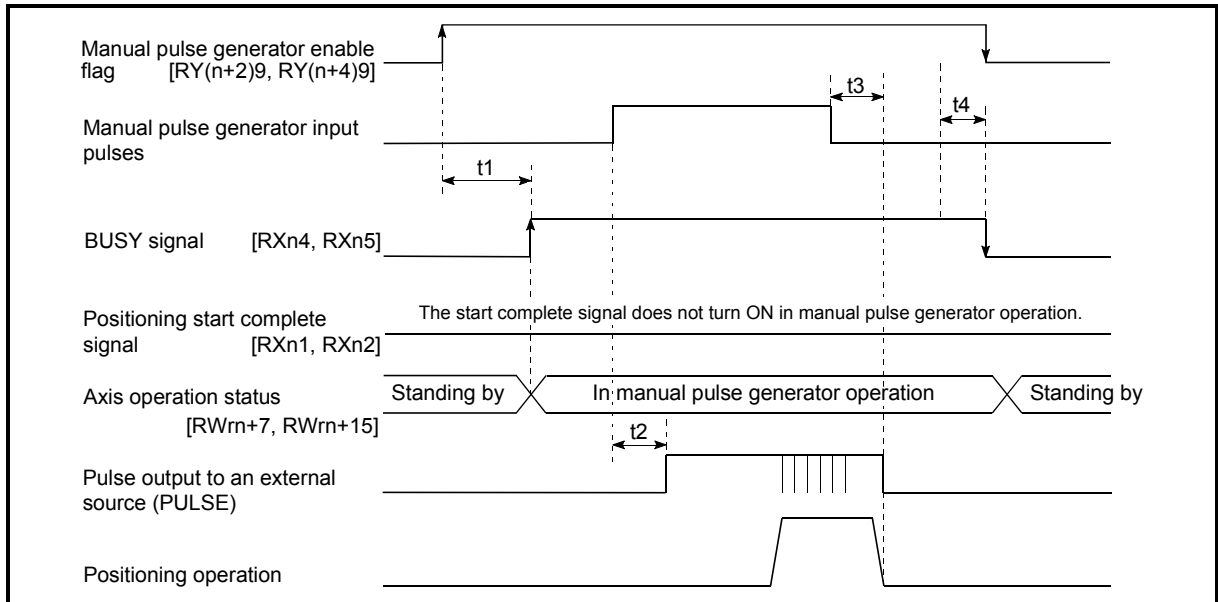 Manual pulse generator enable
flag [RY(n+2)9, RY(n+4)9]
t3
t4
Manual pulse generator input
pulses
t1
BUSY signal [RXn4, RXn5]
Positioning start complete
signal [RXn1, RXn2]
The start complete signal does not turn ON in manual pulse generator operation.
Axis operation status
[RWrn+7, RWrn+15]
Standing by
In manual pulse generator operation
Standing by
t2
Pulse output to an external
source (PULSE)
Positioning operation